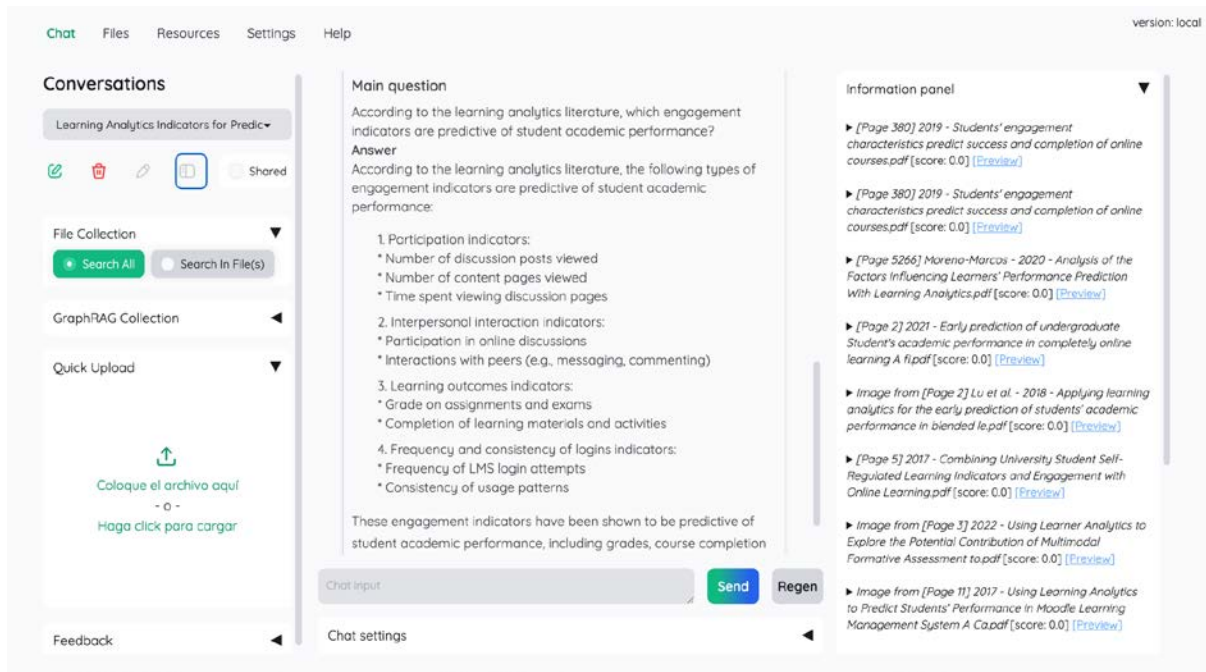 version: local
Chat Files Resources Settings Help
Conversations
Learning Analytics Indicators for Predic
Shared
File Collection
Search All Search In File(s)
GraphRAG Collection
Quick Upload
Coloque el archivo aquí
- o -
Haga click para cargar
Feedback
Main question
According to the learning analytics literature, which engagement
indicators are predictive of student academic performance?
Answer
According to the learning analytics literature, the following types of
engagement indicators are predictive of student academic
performance:
1. Participation indicators:
* Number of discussion posts viewed
* Number of content pages viewed
* Time spent viewing discussion pages
2. Interpersonal interaction indicators:
* Participation in online discussions
* Interactions with peers (e.g., messaging, commenting)
3. Learning outcomes indicators:
* Grade on assignments and exams
* Completion of learning materials and activities
4. Frequency and consistency of logins indicators:
* Frequency of LMS login attempts
* Consistency of usage patterns
These engagement indicators have been shown to be predictive of
student academic performance, including grades, course completion
Chat input
Send Regen
Chat settings
Information panel
[Page 380] 2019 - Students' engagement
characteristics predict success and completion of online
courses.pdf [score: 0.0] [Preview]
[Page 380] 2019 - Students' engagement
characteristics predict success and completion of online
courses.pdf [score: 0.0] [Preview]
[Page 5266] Moreno-Marcos - 2020 - Analysis of the
Factors Influencing Learners' Performance Prediction
With Learning Analytics.pdf [score: 0.0] [Preview]
[Page 2] 2021 - Early prediction of undergraduate
Student's academic performance in completely online
learning A fi.pdf [score: 0.0] [Preview]
Image from [Page 2] Lu et al. - 2018 - Applying learning
analytics for the early prediction of students' academic
performance in blended le.pdf [score: 0.0] [Preview]
[Page 5] 2017 - Combining University Student Self-
Regulated Learning Indicators and Engagement with
Online Learning.pdf [score: 0.0] [Preview]
Image from [Page 3] 2022 - Using Learner Analytics to
Explore the Potential Contribution of Multimodal
Formative Assessment to.pdf [score: 0.0] [Preview]
Image from [Page 11] 2017 - Using Learning Analytics
to Predict Students' Performance in Moodle Learning
Management System A Ca.pdf [score: 0.0] [Preview]